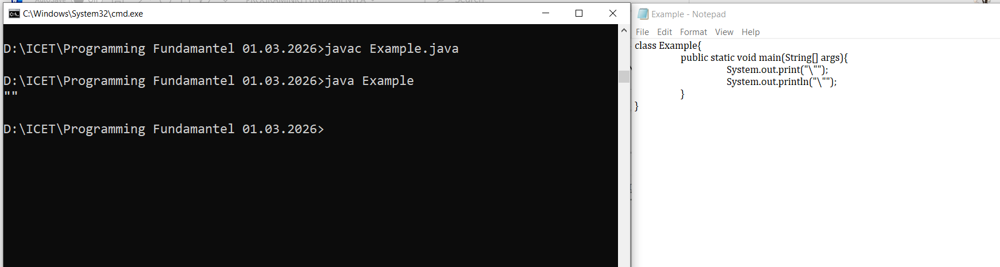 C:\Windows\System32\cmd.exe
D:\ICET\Programming Fundamantel 01.03.2026>javac Example.java
D:\ICET\Programming Fundamantel 01.03.2026>java Example
""
D:\ICET\Programming Fundamantel 01.03.2026>
Example - Notepad
File Edit Format View Help
class Example{
public static void main(String[] args){
System.out.print("\"");
System.out.println("\"");
}
}